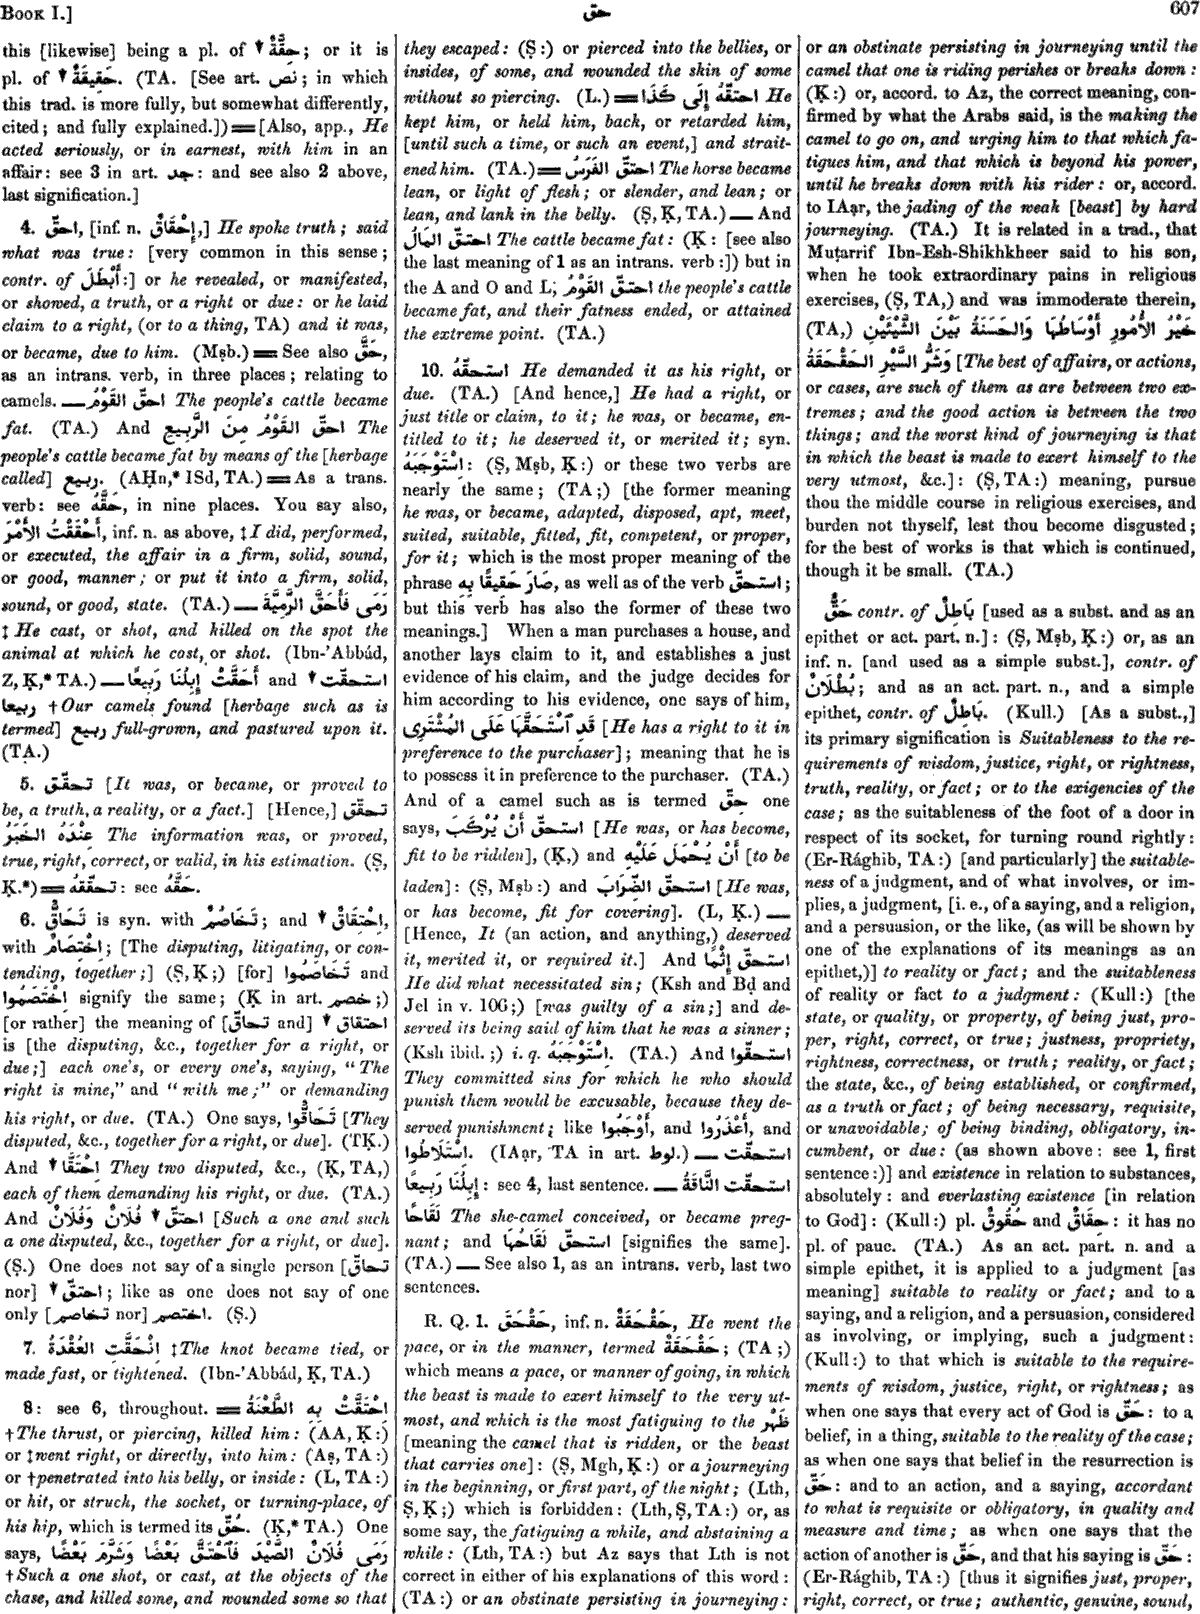 BOOK I.]
حق
607
this [likewise] being a pl. of ▼ حِقَّةٌ; or it is
pl. of ▼ حَقِيقَةٌ. (TA. [See art. نص; in which
this trad. is more fully, but somewhat differently,
cited; and fully explained.]) ═ [Also, app., He
acted seriously, or in earnest, with him in an
affair: see 3 in art. جد: and see also 2 above,
last signification.]
4. احقّ, [inf. n. إِحْقَاقٌ,] He spoke truth; said
what was true: [very common in this sense;
contr. of أَبْطَلَ:] or he revealed, or manifested,
or showed, a truth, or a right or due: or he laid
claim to a right, (or to a thing, TA) and it was,
or became, due to him. (Mṣb.) ═ See also حَقَّ,
as an intrans. verb, in three places; relating to
camels. — احقّ القَوْمُ The people's cattle became
fat. (TA.) And احقّ القَوْمُ مِنَ الرَّبِيعِ The
people's cattle became fat by means of the [herbage
called] ربيع. (AḤn,* ISd, TA.) ═ As a trans.
verb: see حَقَّهُ, in nine places. You say also,
أَحْقَقْتُ الأَمْرَ, inf. n. as above, ‡ I did, performed,
or executed, the affair in a firm, solid, sound,
or good, manner; or put it into a firm, solid,
sound, or good, state. (TA.) — رَمَى فَأَحَقَّ الرَّمِيَّةَ
‡ He cast, or shot, and killed on the spot the
animal at which he cost, or shot. (Ibn-'Abbád,
Z, Ḳ,* TA.) — أَحَقَّتْ إِبِلُنَا رَبِيعًا and ▼ استحقّت
ربيعا † Our camels found [herbage such as is
termed] ربيع full-grown, and pastured upon it.
(TA.)
5. تحقّق [It was, or became, or proved to
be, a truth, a reality, or a fact.] [Hence,] تحقّق
عِنْدَهُ الخَبَرُ The information was, or proved,
true, right, correct, or valid, in his estimation. (Ṣ,
Ḳ.*) ═ تحقّقهُ: see حَقَّهُ.
6. تَحَاقٌّ is syn. with تَخَاصُمٌ; and ▼ اِحْتِقَاقٌ,
with اِخْتِصَامٌ; [The disputing, litigating, or con-
tending, together;] (Ṣ, Ḳ;) [for] تَخَاصَمُوا and
اِخْتَصَمُوا signify the same; (Ḳ in art. خصم;)
[or rather] the meaning of [تحاقّ and] ▼ احتقاق
is [the disputing, &c., together for a right, or
due;] each one's, or every one's, saying, "The
right is mine," and "with me;" or demanding
his right, or due. (TA.) One says, تَحَاقُّوا [They
disputed, &c., together for a right, or due]. (TḲ.)
And ▼ اِحْتَقَّا They two disputed, &c., (Ḳ, TA,)
each of them demanding his right, or due. (TA.)
And احتقّ ▼ فُلَانٌ وَفُلَانٌ [Such a one and such
a one disputed, &c., together for a right, or due].
(Ṣ.) One does not say of a single person [تحاقّ
nor] ▼ احتقّ; like as one does not say of one
only [تخاصم nor] اختصم. (Ṣ.)
7. اِنْحَقَّتِ العُقْدَةُ ‡ The knot became tied, or
made fast, or tightened. (Ibn-'Abbád, Ḳ, TA.)
8: see 6, throughout. ═ اِحْتَقَّتْ بِهِ الطَّعْنَةُ
† The thrust, or piercing, killed him: (AA, Ḳ:)
or ‡ went right, or directly, into him: (Aṣ, TA:)
or † penetrated into his belly, or inside: (L, TA:)
or hit, or struck, the socket, or turning-place, of
his hip, which is termed its حُقّ. (Ḳ,* TA.) One
says, رَمَى فُلَانٌ الصَّيْدَ فَٱحْتَقَّ بَعْضًا وَشَرَّمَ بَعْضًا
† Such a one shot, or cast, at the objects of the
chase, and killed some, and wounded some so that
they escaped: (Ṣ:) or pierced into the bellies, or
insides, of some, and wounded the skin of some
without so piercing. (L.) ═ احتقّهُ إِلَى كَذَا He
kept him, or held him, back, or retarded him,
[until such a time, or such an event,] and strait-
ened him. (TA.) ═ احتقّ الفَرَسُ The horse became
lean, or light of flesh; or slender, and lean; or
lean, and lank in the belly. (Ṣ, Ḳ, TA.) — And
احتقّ المَالُ The cattle became fat: (Ḳ: [see also
the last meaning of 1 as an intrans. verb:]) but in
the A and O and L, احتقّ القَوْمُ the people's cattle
became fat, and their fatness ended, or attained
the extreme point. (TA.)
10. استحقّهُ He demanded it as his right, or
due. (TA.) [And hence,] He had a right, or
just title or claim, to it; he was, or became, en-
titled to it; he deserved it, or merited it; syn.
اِسْتَوْجَبَهُ: (Ṣ, Mṣb, Ḳ:) or these two verbs are
nearly the same; (TA;) [the former meaning
he was, or became, adapted, disposed, apt, meet,
suited, suitable, fitted, fit, competent, or proper,
for it; which is the most proper meaning of the
phrase صَارَ حَقِيقًا بِهِ, as well as of the verb استحقّ;
but this verb has also the former of these two
meanings.] When a man purchases a house, and
another lays claim to it, and establishes a just
evidence of his claim, and the judge decides for
him according to his evidence, one says of him,
قَدِ ٱسْتَحَقَّهَا عَلَى المُشْتَرِى [He has a right to it in
preference to the purchaser]; meaning that he is
to possess it in preference to the purchaser. (TA.)
And of a camel such as is termed حِقّ one
says, استحقّ أَنْ يُرْكَبَ [He was, or has become,
fit to be ridden], (Ḳ,) and أَنْ يُحْمَلَ عَلَيْهِ [to be
laden]: (Ṣ, Mṣb:) and استحقّ الضِّرَابَ [He was,
or has become, fit for covering]. (L, Ḳ.) —
[Hence, It (an action, and anything,) deserved
it, merited it, or required it.] And استحقّ إِثْمًا
He did what necessitated sin; (Ksh and Bḍ and
Jel in v. 106;) [was guilty of a sin;] and de-
served its being said of him that he was a sinner;
(Ksh ibid.;) i. q. اِسْتَوْجَبَهُ. (TA.) And استحقّوا
They committed sins for which he who should
punish them would be excusable, because they de-
served punishment; like أَوْجَبُوا, and أَعْذَرُوا, and
اِسْتَلَاطُوا. (IAạr, TA in art. لوط.) — استحقّت
إِبِلُنَا رَبِيعًا: see 4, last sentence. — استحقّت النَّاقَةُ
لَقَاحًا The she-camel conceived, or became preg-
nant; and استحقّ لَقَاحُهَا [signifies the same].
(TA.) — See also 1, as an intrans. verb, last two
sentences.
R. Q. 1. حَقْحَقَ, inf. n. حَقْحَقَةٌ, He went the
pace, or in the manner, termed حَقْحَقَةٌ; (TA;)
which means a pace, or manner of going, in which
the beast is made to exert himself to the very ut-
most, and which is the most fatiguing to the ظَهْر
[meaning the camel that is ridden, or the beast
that carries one]: (Ṣ, Mgh, Ḳ:) or a journeying
in the beginning, or first part, of the night; (Lth,
Ṣ, Ḳ;) which is forbidden: (Lth, Ṣ, TA:) or, as
some say, the fatiguing a while, and abstaining a
while: (Lth, TA:) but Az says that Lth is not
correct in either of his explanations of this word:
(TA:) or an obstinate persisting in journeying:
or an obstinate persisting in journeying until the
camel that one is riding perishes or breaks down:
(Ḳ:) or, accord. to Az, the correct meaning, con-
firmed by what the Arabs said, is the making the
camel to go on, and urging him to that which fa-
tigues him, and that which is beyond his power,
until he breaks down with his rider: or, accord.
to IAạr, the jading of the weak [beast] by hard
journeying. (TA.) It is related in a trad., that
Muṭarrif Ibn-Esh-Shikhkheer said to his son,
when he took extraordinary pains in religious
exercises, (Ṣ, TA,) and was immoderate therein,
(TA,) خَيْرُ الأُمُورِ أَوْسَاطُهَا وَالحَسَنَةُ بَيْنَ الشَّيْئَيْنِ
وَشَرُّ السَّيْرِ الحَقْحَقَةُ [The best of affairs, or actions,
or cases, are such of them as are between two ex-
tremes; and the good action is between the two
things; and the worst kind of journeying is that
in which the beast is made to exert himself to the
very utmost, &c.]: (Ṣ, TA:) meaning, pursue
thou the middle course in religious exercises, and
burden not thyself, lest thou become disgusted;
for the best of works is that which is continued,
though it be small. (TA.)
حَقٌّ contr. of بَاطِلٌ [used as a subst. and as an
epithet or act. part. n.]: (Ṣ, Mṣb, Ḳ:) or, as an
inf. n. [and used as a simple subst.], contr. of
بُطْلَانٌ; and as an act. part. n., and a simple
epithet, contr. of بَاطِلٌ. (Kull.) [As a subst.,]
its primary signification is Suitableness to the re-
quirements of wisdom, justice, right, or rightness,
truth, reality, or fact; or to the exigencies of the
case; as the suitableness of the foot of a door in
respect of its socket, for turning round rightly:
(Er-Rághib, TA:) [and particularly] the suitable-
ness of a judgment, and of what involves, or im-
plies, a judgment, [i. e., of a saying, and a religion,
and a persuasion, or the like, (as will be shown by
one of the explanations of its meanings as an
epithet,)] to reality or fact; and the suitableness
of reality or fact to a judgment: (Kull:) [the
state, or quality, or property, of being just, pro-
per, right, correct, or true; justness, propriety,
rightness, correctness, or truth; reality, or fact;
the state, &c., of being established, or confirmed,
as a truth or fact; of being necessary, requisite,
or unavoidable; of being binding, obligatory, in-
cumbent, or due: (as shown above: see 1, first
sentence:)] and existence in relation to substances,
absolutely: and everlasting existence [in relation
to God]: (Kull:) pl. حُقُوقٌ and حِقَاقٌ: it has no
pl. of pauc. (TA.) As an act. part. n. and a
simple epithet, it is applied to a judgment [as
meaning] suitable to reality or fact; and to a
saying, and a religion, and a persuasion, considered
as involving, or implying, such a judgment:
(Kull:) to that which is suitable to the require-
ments of wisdom, justice, right, or rightness; as
when one says that every act of God is حَقّ: to a
belief, in a thing, suitable to the reality of the case;
as when one says that belief in the resurrection is
حَقّ: and to an action, and a saying, accordant
to what is requisite or obligatory, in quality and
measure and time; as when one says that the
action of another is حَقّ, and that his saying is حَقّ:
(Er-Rághib, TA:) [thus it signifies just, proper,
right, correct, or true; authentic, genuine, sound,